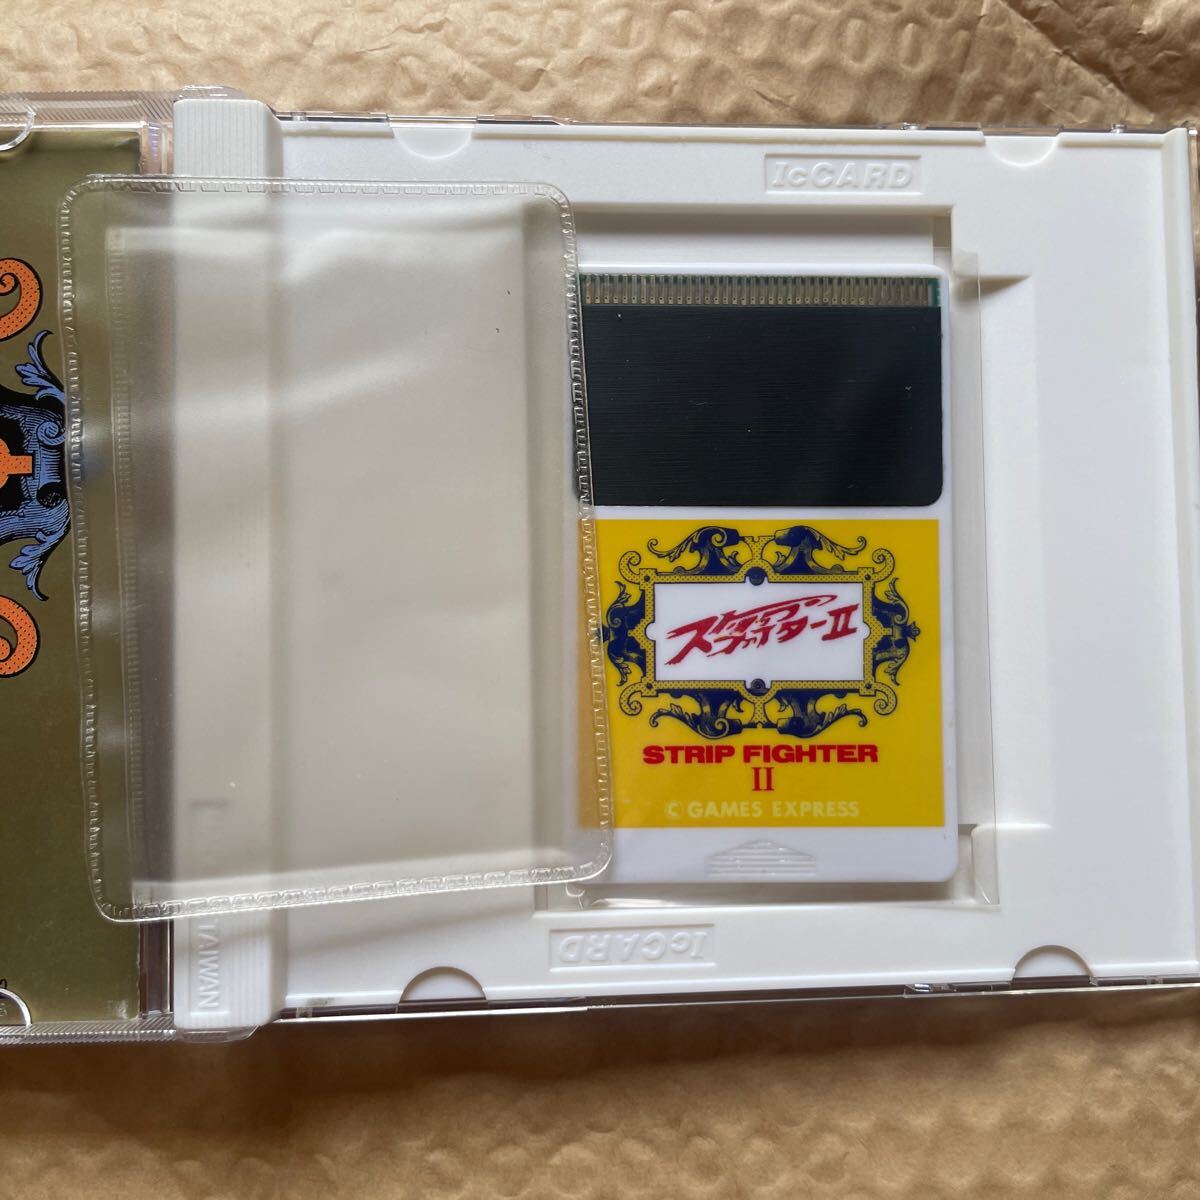 IcCARD
ストリップ
ファイターII
STRIP FIGHTER
II
© GAMES EXPRESS
IcCARD
TAIWAN